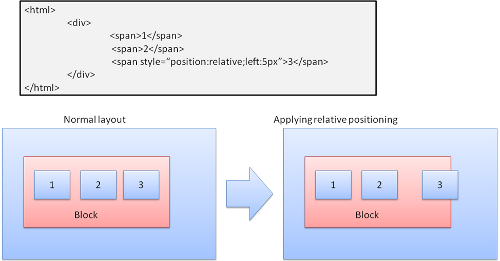 <html>
<div>
<span>1</span>
<span>2</span>
<span style="position:relative;left:5px”>3</span>
</div>
</html>
Normal layout
Applying relative positioning
1 2 3
Block
1 2 3
Block